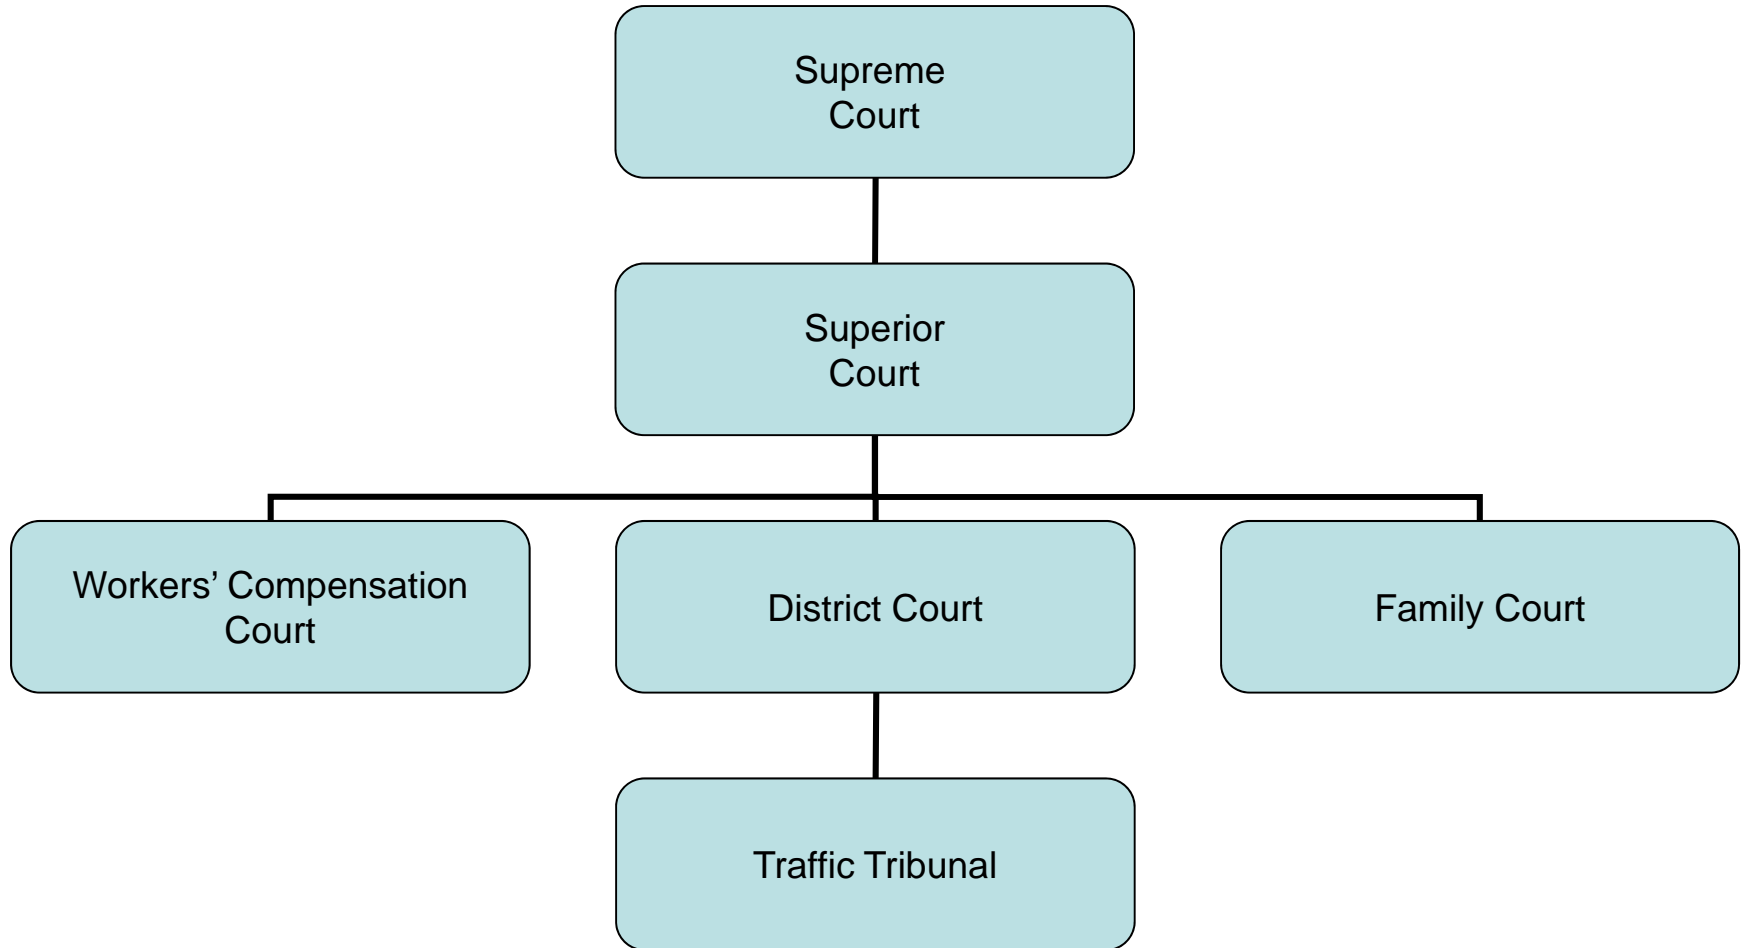 Supreme
Court
Superior
Court
Workers’ Compensation
Court
District Court
Family Court
Traffic Tribunal